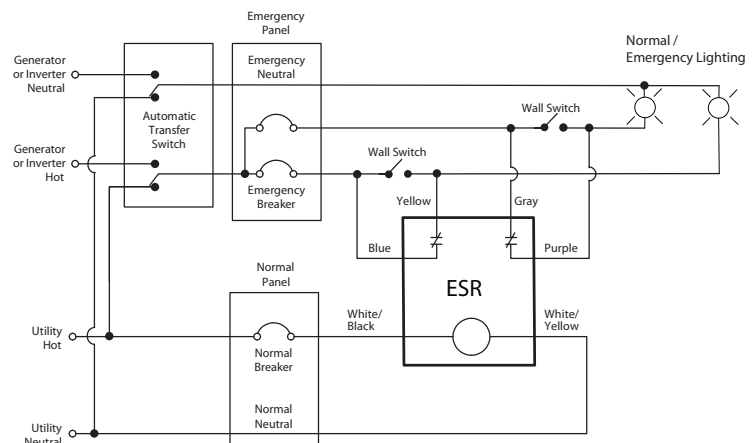 Emergency
Panel
Normal /
Emergency Lighting
Generator
or Inverter
Neutral
Emergency
Neutral
Automatic
Transfer
Switch
Wall Switch
Generator
or Inverter
Hot
Wall Switch
Emergency
Breaker
Yellow
Gray
Blue
Purple
Normal
Panel
ESR
White/
Black
White/
Yellow
Utility
Hot
Normal
Breaker
Normal
Neutral
Utility
Neutral